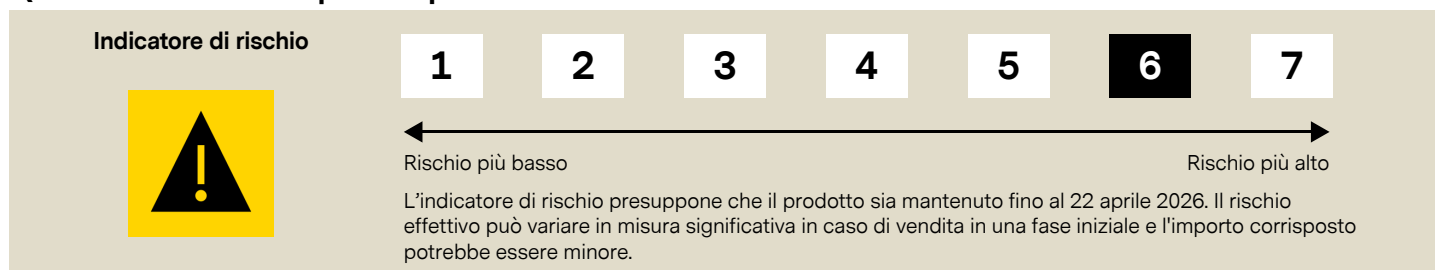 Indicatore di rischio
1 2 3 4 5 6 7
Rischio più basso Rischio più alto
L’indicatore di rischio presuppone che il prodotto sia mantenuto fino al 22 aprile 2026. Il rischio
effettivo può variare in misura significativa in caso di vendita in una fase iniziale e l'importo corrisposto
potrebbe essere minore.